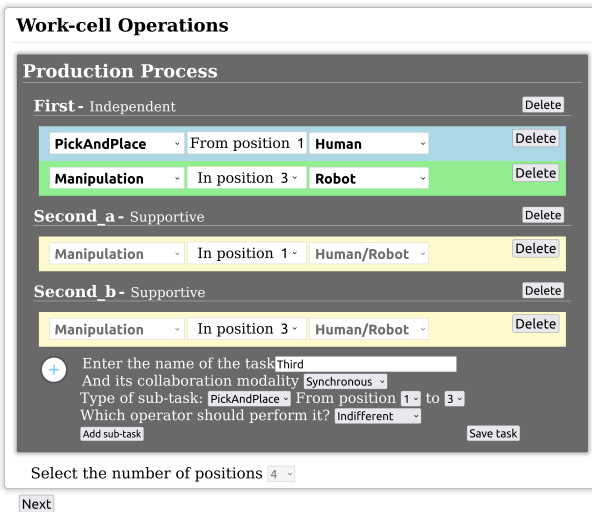 Work-cell Operations
Production Process
First - Independent Delete
PickAndPlace From position 1 Human Delete
Manipulation In position 3 Robot Delete
Second_a - Supportive Delete
Manipulation In position 1 Human/Robot Delete
Second_b - Supportive Delete
Manipulation In position 3 Human/Robot Delete
+ Enter the name of the task Third
And its collaboration modality Synchronous
Type of sub-task: PickAndPlace From position 1 to 3
Which operator should perform it? Indifferent
Add sub-task Save task
Select the number of positions 4
Next